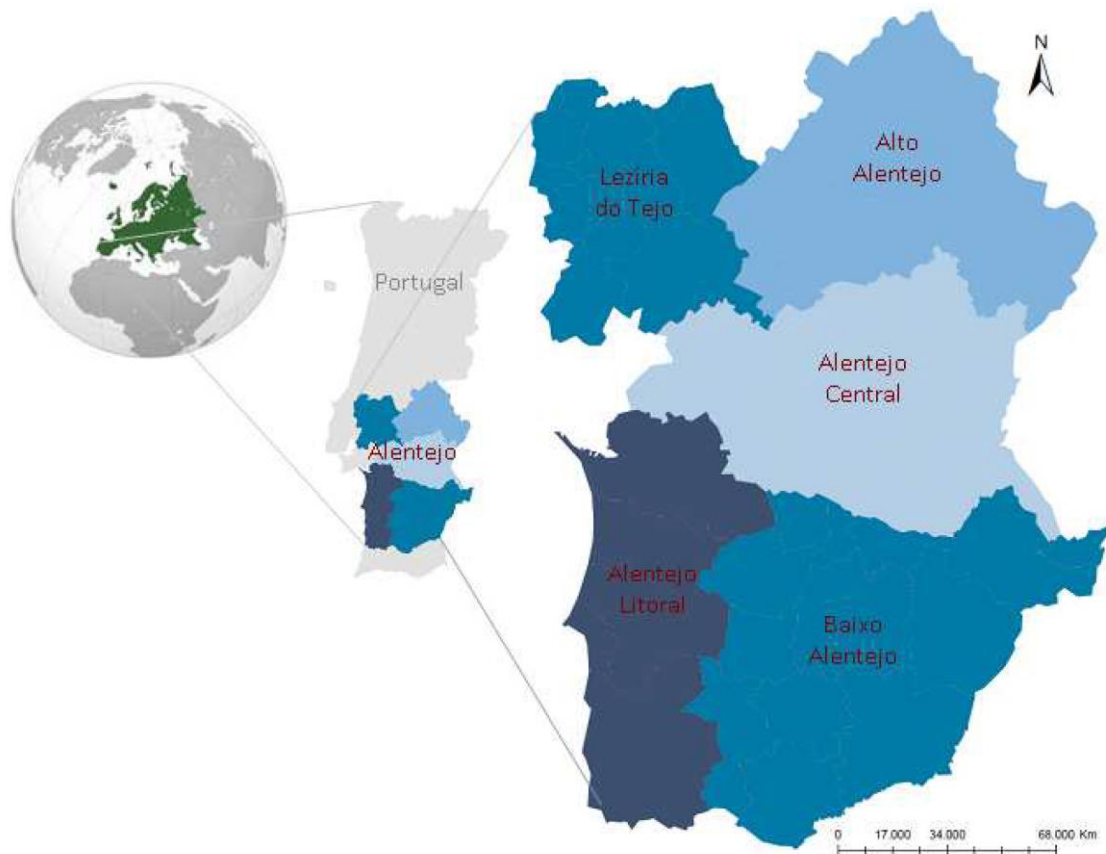 N
Alto
Alentejo
Lezíria
do Tejo
Portugal
Alentejo
Central
Alentejo
Alentejo
Litoral
Baixo
Alentejo
0 17.000 34.000 68.000 Km